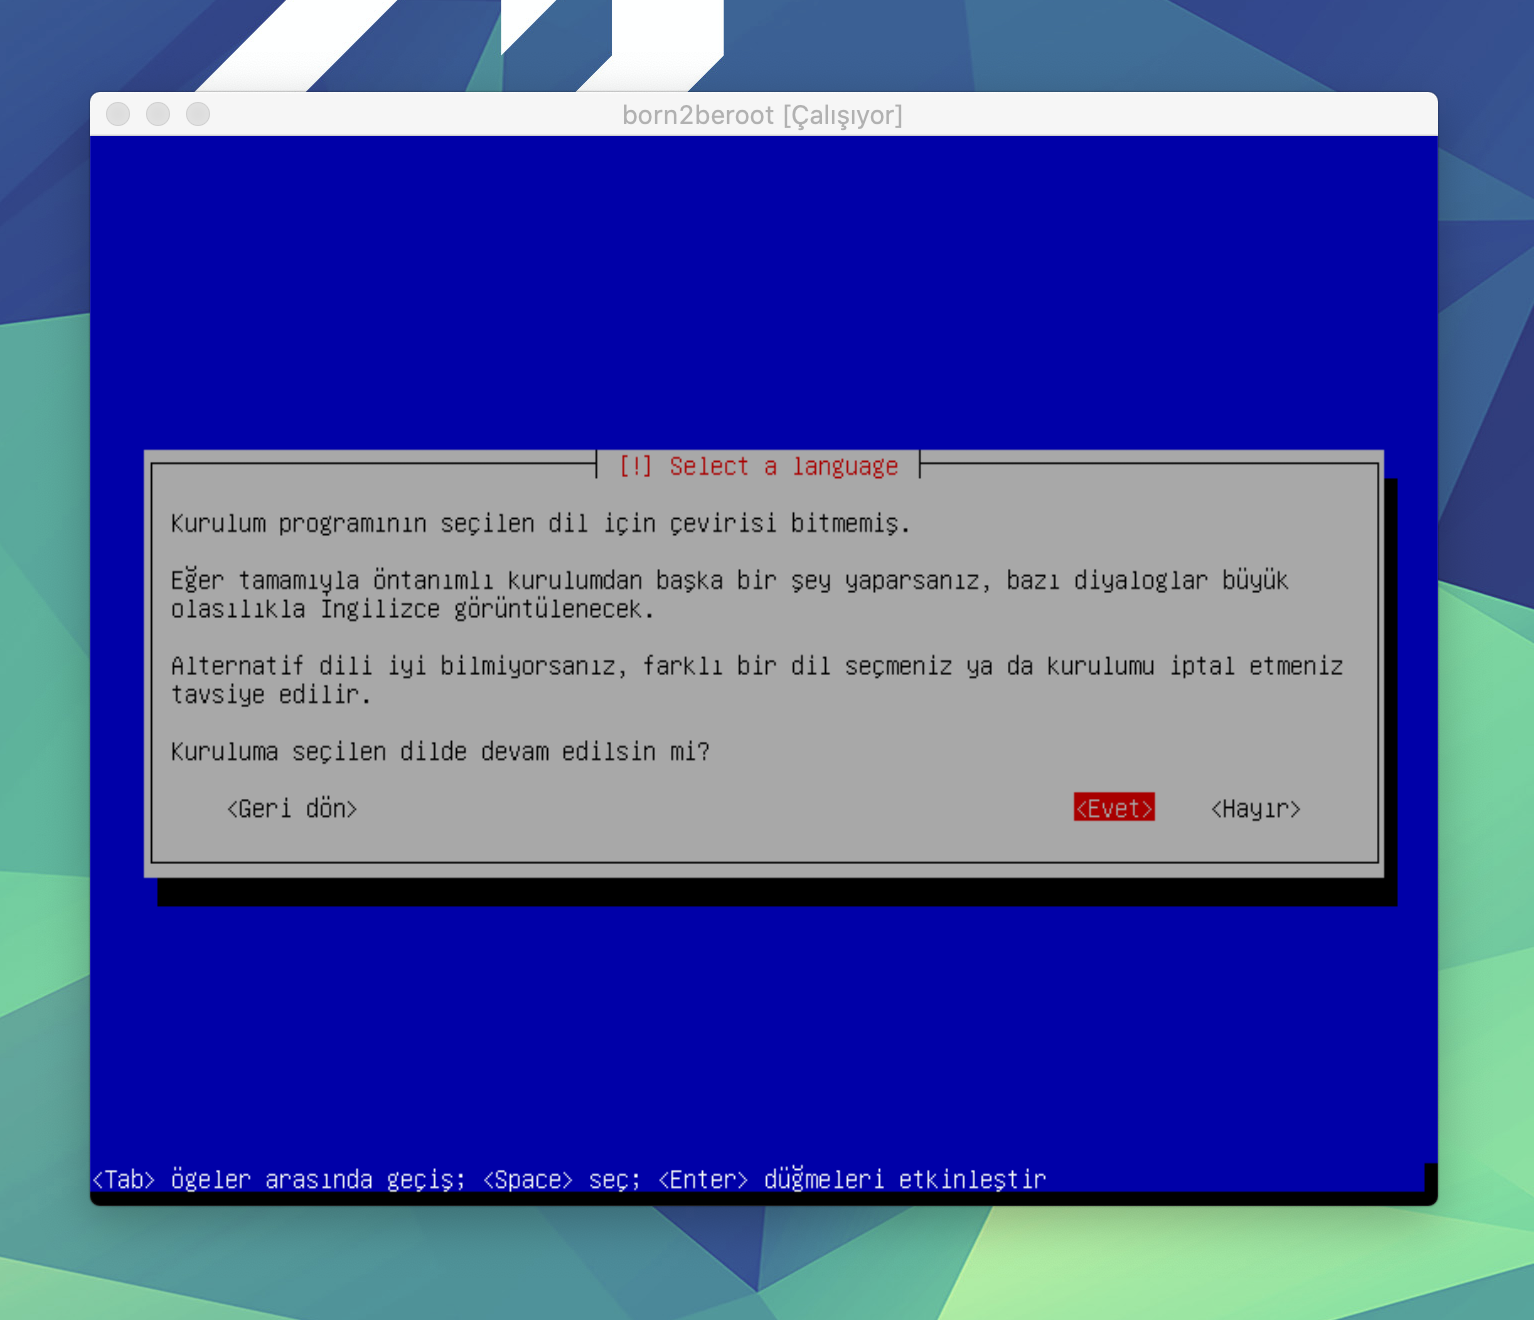 born2beroot [Çalışıyor]
[!] Select a language
Kurulum programının seçilen dil için çevirisi bitmemiş.
Eğer tamamıyla öntanımlı kurulumdan başka bir şey yaparsanız, bazı diyaloglar büyük
olasılıkla İngilizce görüntülenecek.
Alternatif dili iyi bilmiyorsanız, farklı bir dil seçmeniz ya da kurulumu iptal etmeniz
tavsiye edilir.
Kuruluma seçilen dilde devam edilsin mi?
<Geri dön> <Evet> <Hayır>
<Tab> ögeler arasında geçiş; <Space> seç; <Enter> düğmeleri etkinleştir